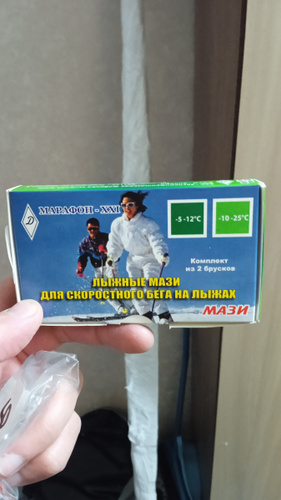 Д
МАРАФОН - XXI
-5 -12°C
-10 -25°C
Комплект
из 2 брусков
ЛЫЖНЫЕ МАЗИ
ДЛЯ СКОРОСТНОГО БЕГА НА ЛЫЖАХ
МАЗИ